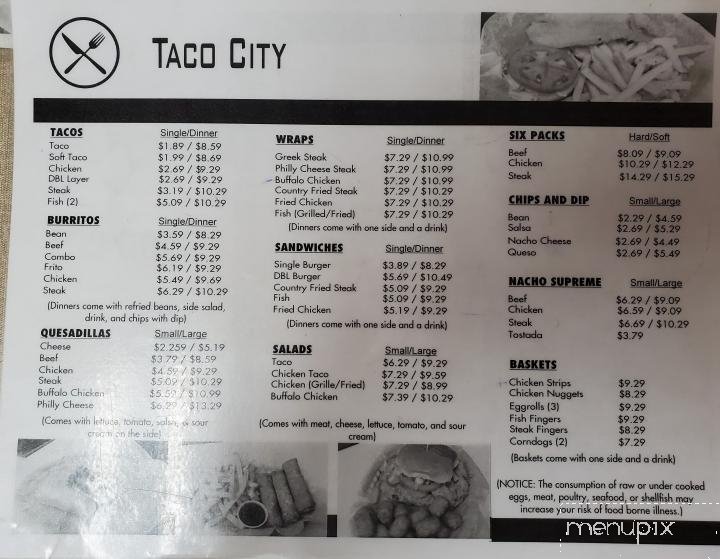 TACO CITY
TACOS Single/Dinner
Taco $1.89 / $8.59
Soft Taco $1.99 / $8.69
Chicken $2.69 / $9.29
DBL Layer $2.69 / $9.29
Steak $3.19 / $10.29
Fish (2) $5.09 / $10.29
BURRITOS Single/Dinner
Bean $3.59 / $8.29
Beef $4.59 / $9.29
Combo $5.69 / $9.29
Frito $6.19 / $9.29
Chicken $5.49 / $9.69
Steak $6.29 / $10.29
(Dinners come with refried beans, side salad,
drink, and chips with dip)
QUESADILLAS Small/Large
Cheese $2.259 / $5.19
Beef $3.79 / $8.59
Chicken $4.59 / $9.29
Steak $5.09 / $10.29
Buffalo Chicken $5.59 / $10.99
Philly Cheese $6.29 / $13.29
(Comes with lettuce, tomato, salsa, & sour
cream on the side)
WRAPS Single/Dinner
Greek Steak $7.29 / $10.99
Philly Cheese Steak $7.29 / $10.99
Buffalo Chicken $7.29 / $10.99
Country Fried Steak $7.29 / $10.29
Fried Chicken $7.29 / $10.29
Fish (Grilled/Fried) $7.29 / $10.29
(Dinners come with one side and a drink)
SANDWICHES Single/Dinner
Single Burger $3.89 / $8.29
DBL Burger $5.69 / $10.49
Country Fried Steak $5.09 / $9.29
Fish $5.09 / $9.29
Fried Chicken $5.19 / $9.29
(Dinners come with one side and a drink)
SALADS Small/Large
Taco $6.29 / $9.29
Chicken Taco $7.29 / $9.59
Chicken (Grille/Fried) $7.29 / $8.99
Buffalo Chicken $7.39 / $10.29
(Comes with meat, cheese, lettuce, tomato, and sour
cream)
SIX PACKS Hard/Soft
Beef $8.09 / $9.09
Chicken $10.29 / $12.29
Steak $14.29 / $15.29
CHIPS AND DIP Small/Large
Bean $2.29 / $4.59
Salsa $2.69 / $5.29
Nacho Cheese $2.69 / $4.49
Queso $2.69 / $5.49
NACHO SUPREME Small/Large
Beef $6.29 / $9.09
Chicken $6.59 / $9.09
Steak $6.69 / $10.29
Tostada $3.79
BASKETS
Chicken Strips $9.29
Chicken Nuggets $8.29
Eggrolls (3) $9.29
Fish Fingers $9.29
Steak Fingers $8.29
Corndogs (2) $7.29
(Baskets come with one side and a drink)
(NOTICE: The consumption of raw or under cooked
eggs, meat, poultry, seafood, or shellfish may
increase your risk of food borne illness.)
menupix